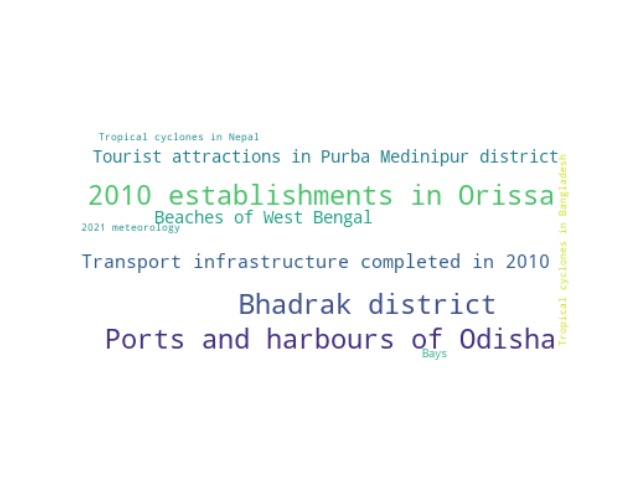 Tropical cyclones in Nepal
Tourist attractions in Purba Medinipur district
2010 establishments in Orissa
Beaches of West Bengal
2021 meteorology
Transport infrastructure completed in 2010
Bhadrak district
Ports and harbours of Odisha
Bays
Tropical cyclones in Bangladesh